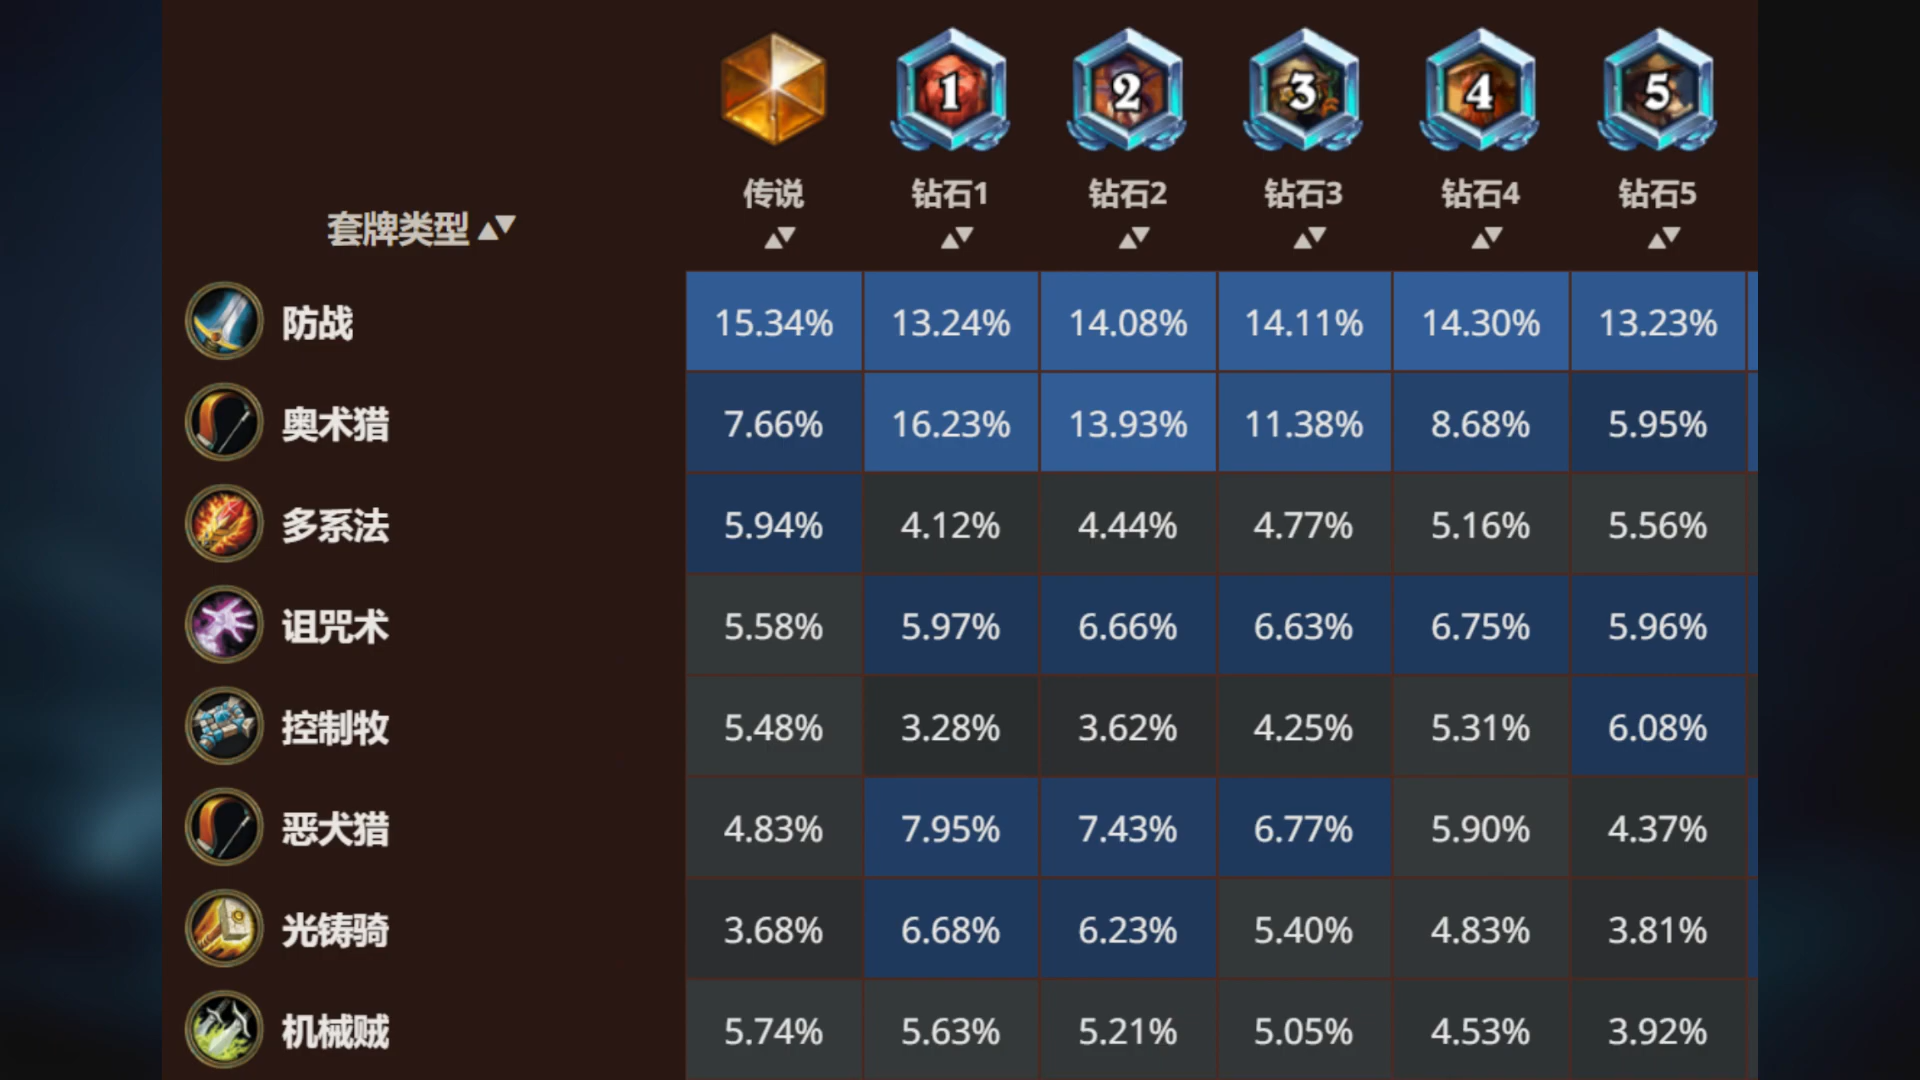 1 2 3 4 5
传说 钻石1 钻石2 钻石3 钻石4 钻石5
套牌类型
防战 15.34% 13.24% 14.08% 14.11% 14.30% 13.23%
奥术猎 7.66% 16.23% 13.93% 11.38% 8.68% 5.95%
多系法 5.94% 4.12% 4.44% 4.77% 5.16% 5.56%
诅咒术 5.58% 5.97% 6.66% 6.63% 6.75% 5.96%
控制牧 5.48% 3.28% 3.62% 4.25% 5.31% 6.08%
恶犬猎 4.83% 7.95% 7.43% 6.77% 5.90% 4.37%
光铸骑 3.68% 6.68% 6.23% 5.40% 4.83% 3.81%
机械贼 5.74% 5.63% 5.21% 5.05% 4.53% 3.92%